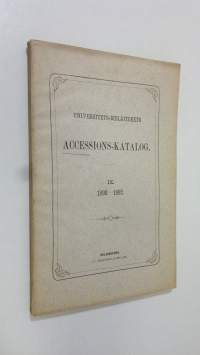 UNIVERSITETS-BIBLIOTEKETS
ACCESSIONS-KATALOG.
IX.
1890–1892.
HELSINGFORS